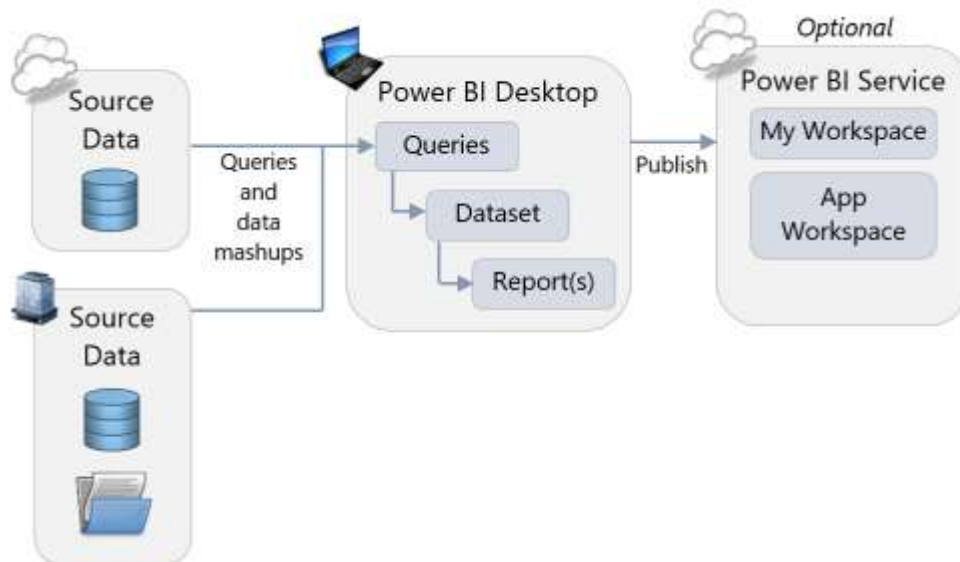 Source
Data
Source
Data
Queries
and
data
mashups
Power BI Desktop
Queries
Dataset
Report(s)
Publish
Optional
Power BI Service
My Workspace
App
Workspace